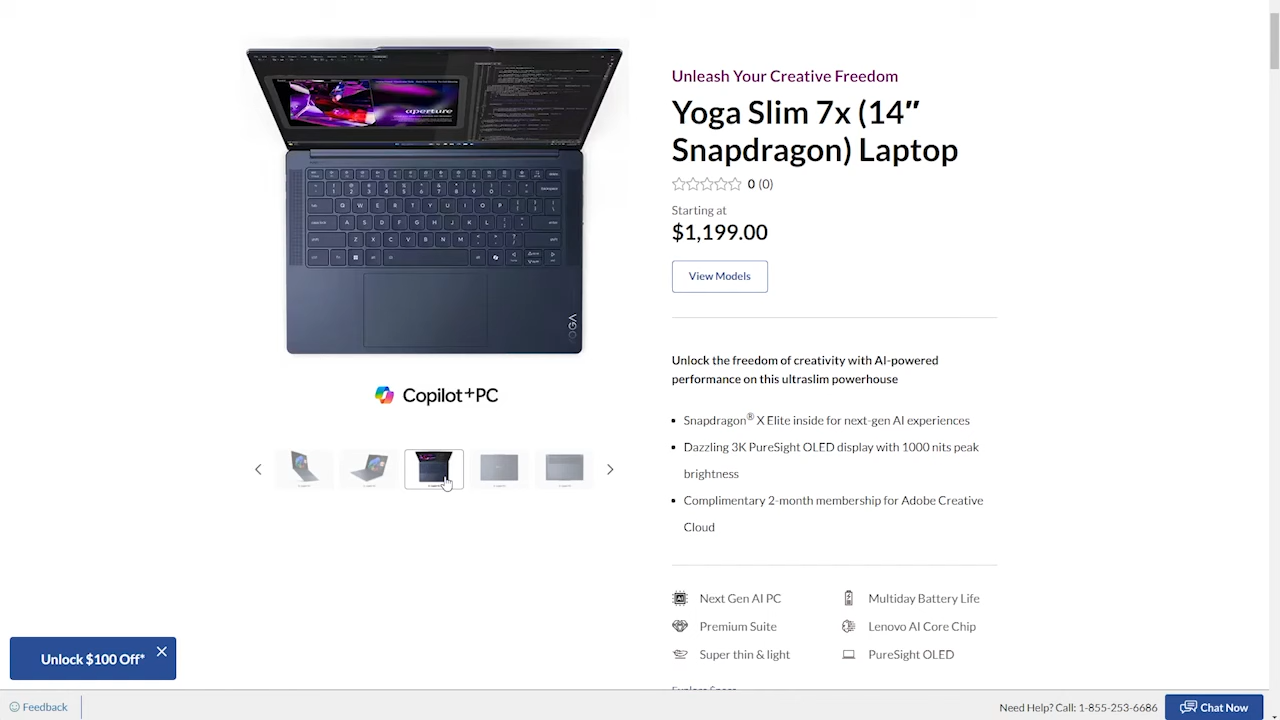 aperture
YOGA
Copilot+PC
Unleash Your Creative Freedom
Yoga Slim 7x (14″
Snapdragon) Laptop
0 (0)
Starting at
$1,199.00
View Models
Unlock the freedom of creativity with AI-powered
performance on this ultraslim powerhouse
Snapdragon® X Elite inside for next-gen AI experiences
Dazzling 3K PureSight OLED display with 1000 nits peak
brightness
Complimentary 2-month membership for Adobe Creative
Cloud
Next Gen AI PC
Multiday Battery Life
Premium Suite
Lenovo AI Core Chip
Super thin & light
PureSight OLED
Unlock $100 Off*
Feedback
Need Help? Call: 1-855-253-6686
Chat Now